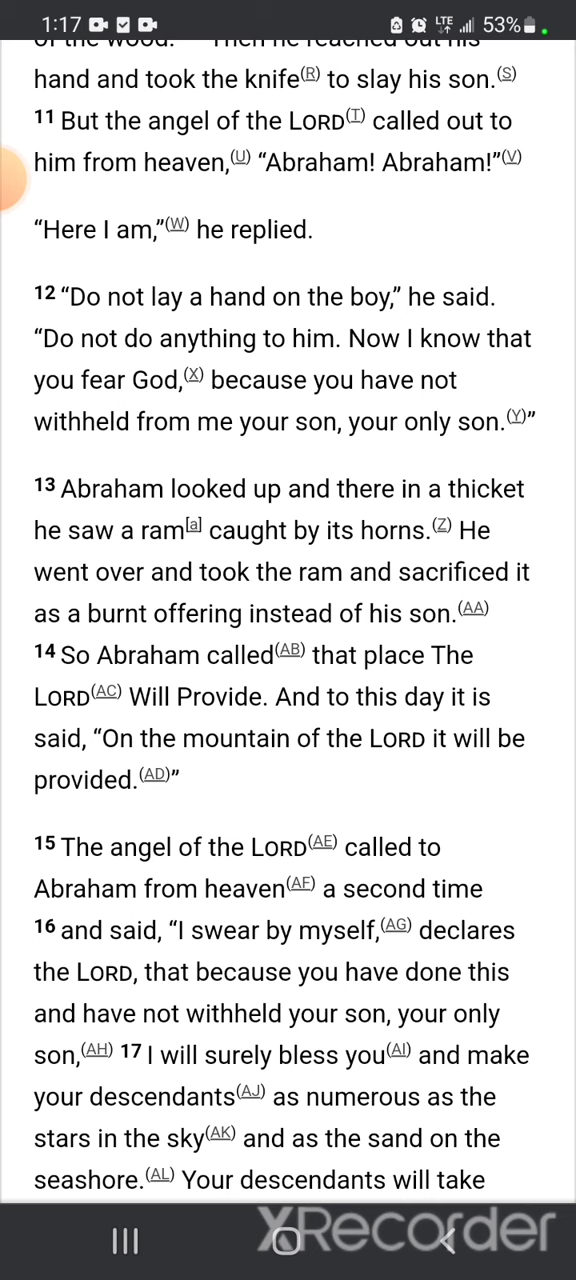 1:17 LTE 53%
of the wood. Then he reached out his
hand and took the knife(R) to slay his son.(S)
11 But the angel of the LORD(T) called out to
him from heaven,(U) “Abraham! Abraham!”(V)
“Here I am,”(W) he replied.
12 “Do not lay a hand on the boy,” he said.
“Do not do anything to him. Now I know that
you fear God,(X) because you have not
withheld from me your son, your only son.(Y)”
13 Abraham looked up and there in a thicket
he saw a ram[a] caught by its horns.(Z) He
went over and took the ram and sacrificed it
as a burnt offering instead of his son.(AA)
14 So Abraham called(AB) that place The
LORD(AC) Will Provide. And to this day it is
said, “On the mountain of the LORD it will be
provided.(AD)”
15 The angel of the LORD(AE) called to
Abraham from heaven(AF) a second time
16 and said, “I swear by myself,(AG) declares
the LORD, that because you have done this
and have not withheld your son, your only
son,(AH) 17 I will surely bless you(AI) and make
your descendants(AJ) as numerous as the
stars in the sky(AK) and as the sand on the
seashore.(AL) Your descendants will take
XRecorder